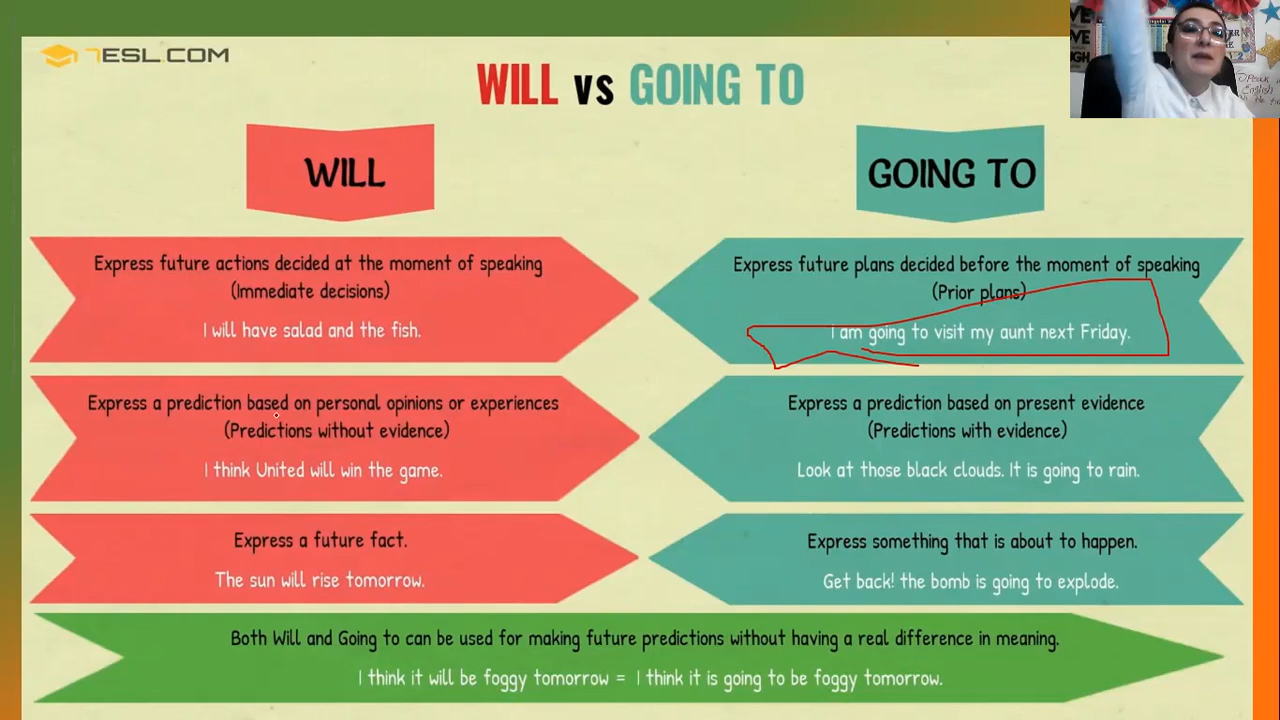 7ESL.COM
WILL vs GOING TO
WILL
GOING TO
Express future actions decided at the moment of speaking
(Immediate decisions)
I will have salad and the fish.
Express future plans decided before the moment of speaking
(Prior plans)
I am going to visit my aunt next Friday.
Express a prediction based on personal opinions or experiences
(Predictions without evidence)
I think United will win the game.
Express a prediction based on present evidence
(Predictions with evidence)
Look at those black clouds. It is going to rain.
Express a future fact.
The sun will rise tomorrow.
Express something that is about to happen.
Get back! the bomb is going to explode.
Both Will and Going to can be used for making future predictions without having a real difference in meaning.
I think it will be foggy tomorrow = I think it is going to be foggy tomorrow.